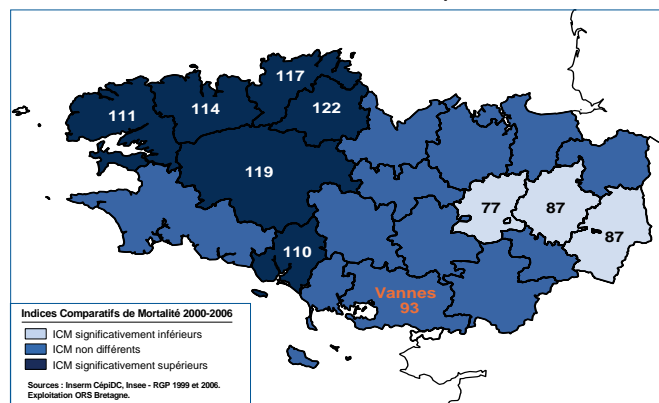 117
114
122
111
119
77
87
87
110
Vannes
93
Indices Comparatifs de Mortalité 2000-2006
ICM significativement inférieurs
ICM non différents
ICM significativement supérieurs
Sources : Inserm CépiDC, Insee - RGP 1999 et 2006.
Exploitation ORS Bretagne.